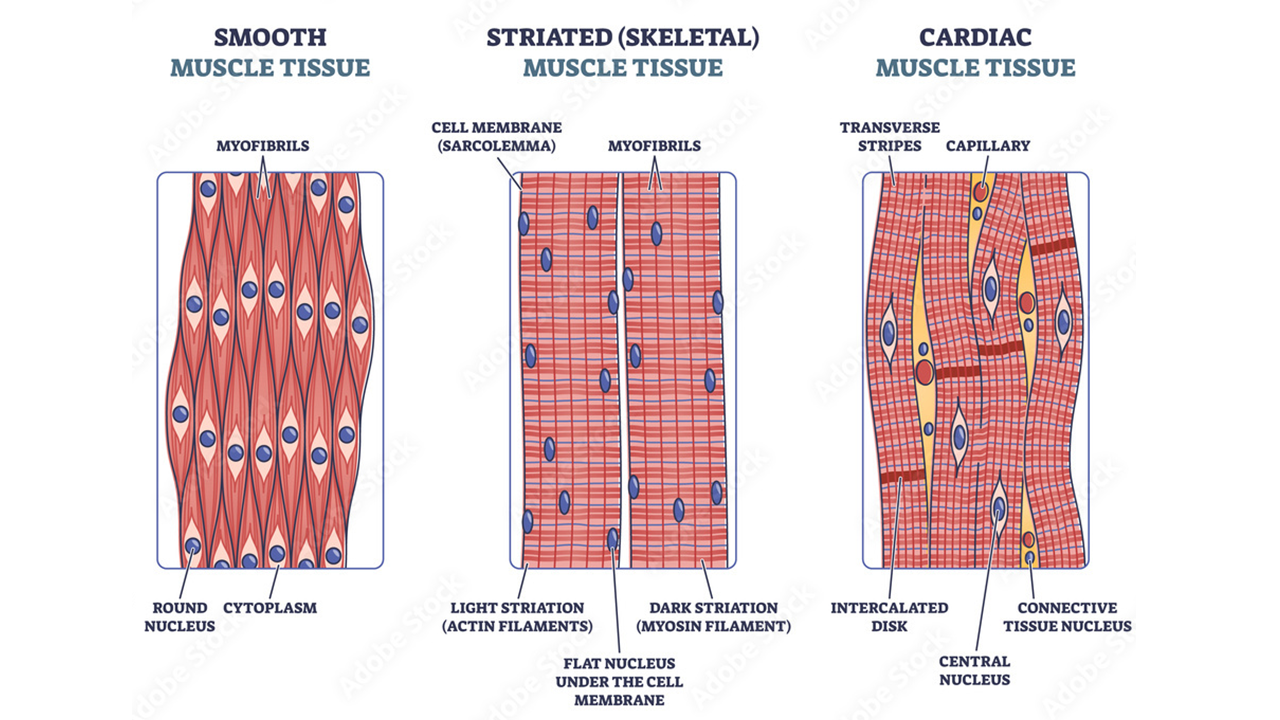 SMOOTH
MUSCLE TISSUE
STRIATED (SKELETAL)
MUSCLE TISSUE
CARDIAC
MUSCLE TISSUE
MYOFIBRILS
CELL MEMBRANE
(SARCOLEMMA)
MYOFIBRILS
TRANSVERSE
STRIPES
CAPILLARY
ROUND
NUCLEUS
CYTOPLASM
LIGHT STRIATION
(ACTIN FILAMENTS)
FLAT NUCLEUS
UNDER THE CELL
MEMBRANE
DARK STRIATION
(MYOSIN FILAMENT)
INTERCALATED
DISK
CENTRAL
NUCLEUS
CONNECTIVE
TISSUE NUCLEUS
Adobe Stock